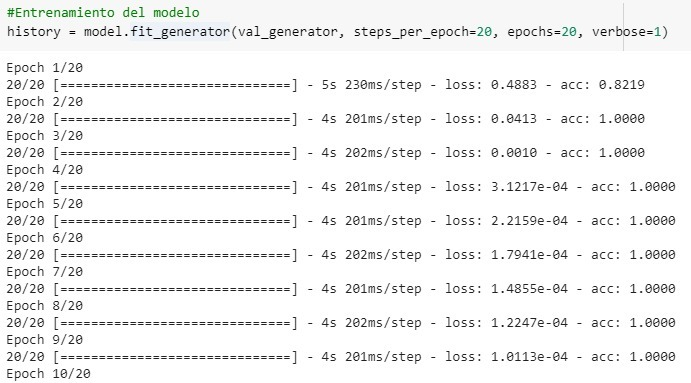 #Entrenamiento del modelo
history = model.fit_generator(val_generator, steps_per_epoch=20, epochs=20, verbose=1)
Epoch 1/20
20/20 [==============================] - 5s 230ms/step - loss: 0.4883 - acc: 0.8219
Epoch 2/20
20/20 [==============================] - 4s 201ms/step - loss: 0.0413 - acc: 1.0000
Epoch 3/20
20/20 [==============================] - 4s 202ms/step - loss: 0.0010 - acc: 1.0000
Epoch 4/20
20/20 [==============================] - 4s 201ms/step - loss: 3.1217e-04 - acc: 1.0000
Epoch 5/20
20/20 [==============================] - 4s 201ms/step - loss: 2.2159e-04 - acc: 1.0000
Epoch 6/20
20/20 [==============================] - 4s 202ms/step - loss: 1.7941e-04 - acc: 1.0000
Epoch 7/20
20/20 [==============================] - 4s 201ms/step - loss: 1.4855e-04 - acc: 1.0000
Epoch 8/20
20/20 [==============================] - 4s 202ms/step - loss: 1.2247e-04 - acc: 1.0000
Epoch 9/20
20/20 [==============================] - 4s 201ms/step - loss: 1.0113e-04 - acc: 1.0000
Epoch 10/20